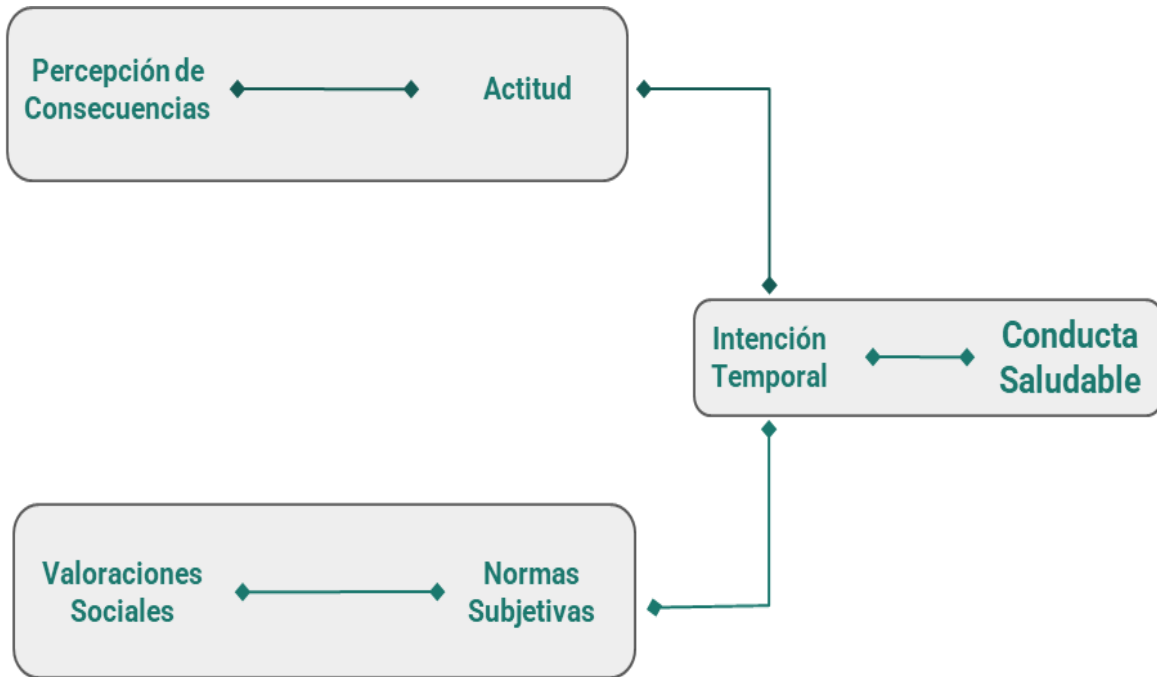 Percepción de
Consecuencias
Actitud
Intención
Temporal
Conducta
Saludable
Valoraciones
Sociales
Normas
Subjetivas